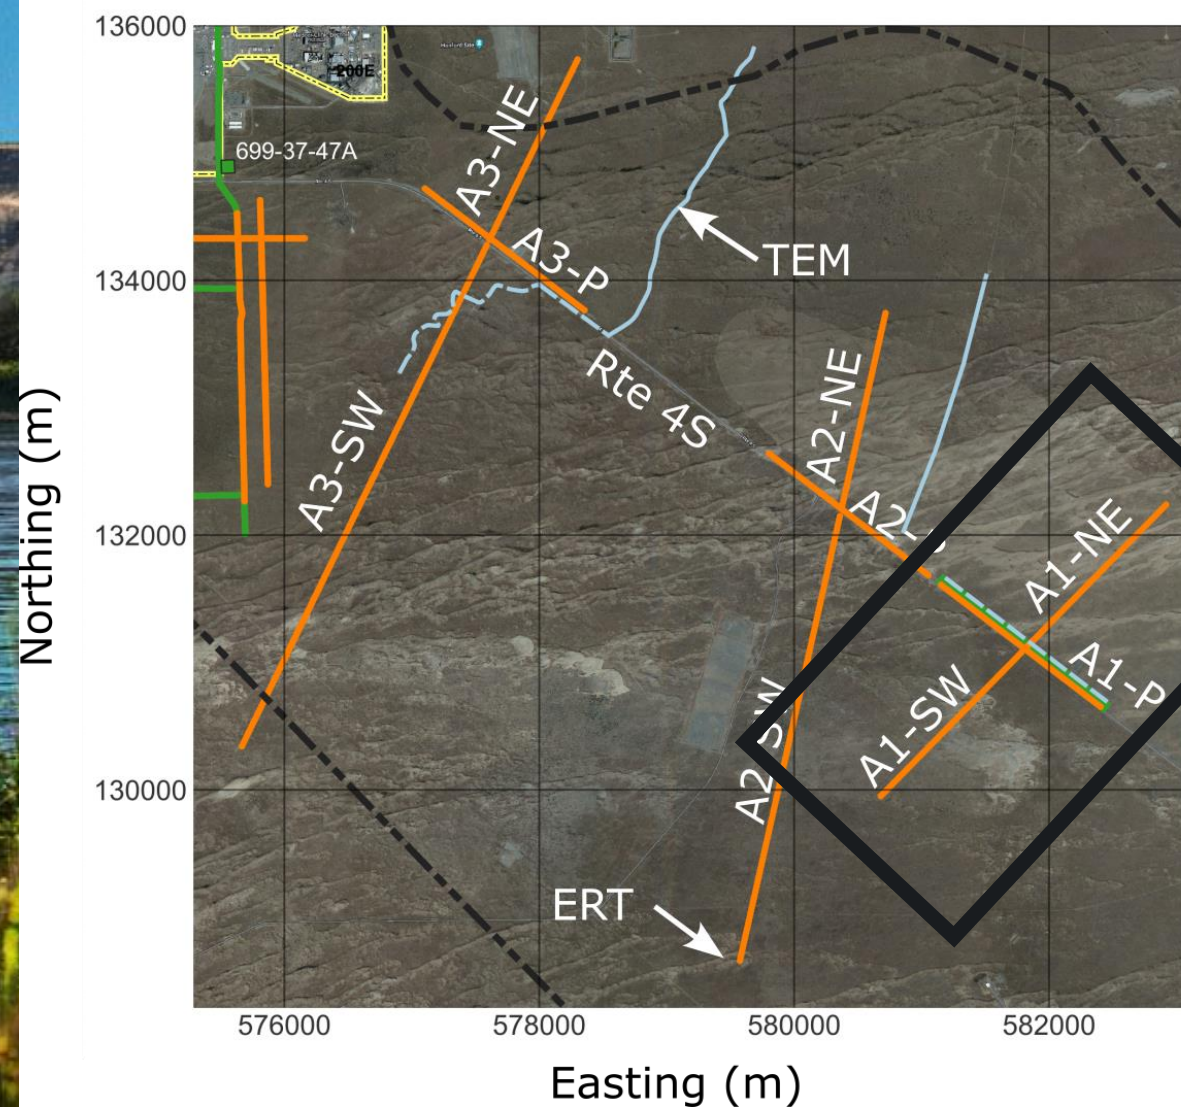 136000
134000
132000
130000
Northing (m)
200E
699-37-47A
A3-NE
A3-P
TEM
Rte 4S
A3-SW
A2-NE
A1-NE
A1-P
A1-SW
ERT
576000
578000
580000
582000
Easting (m)